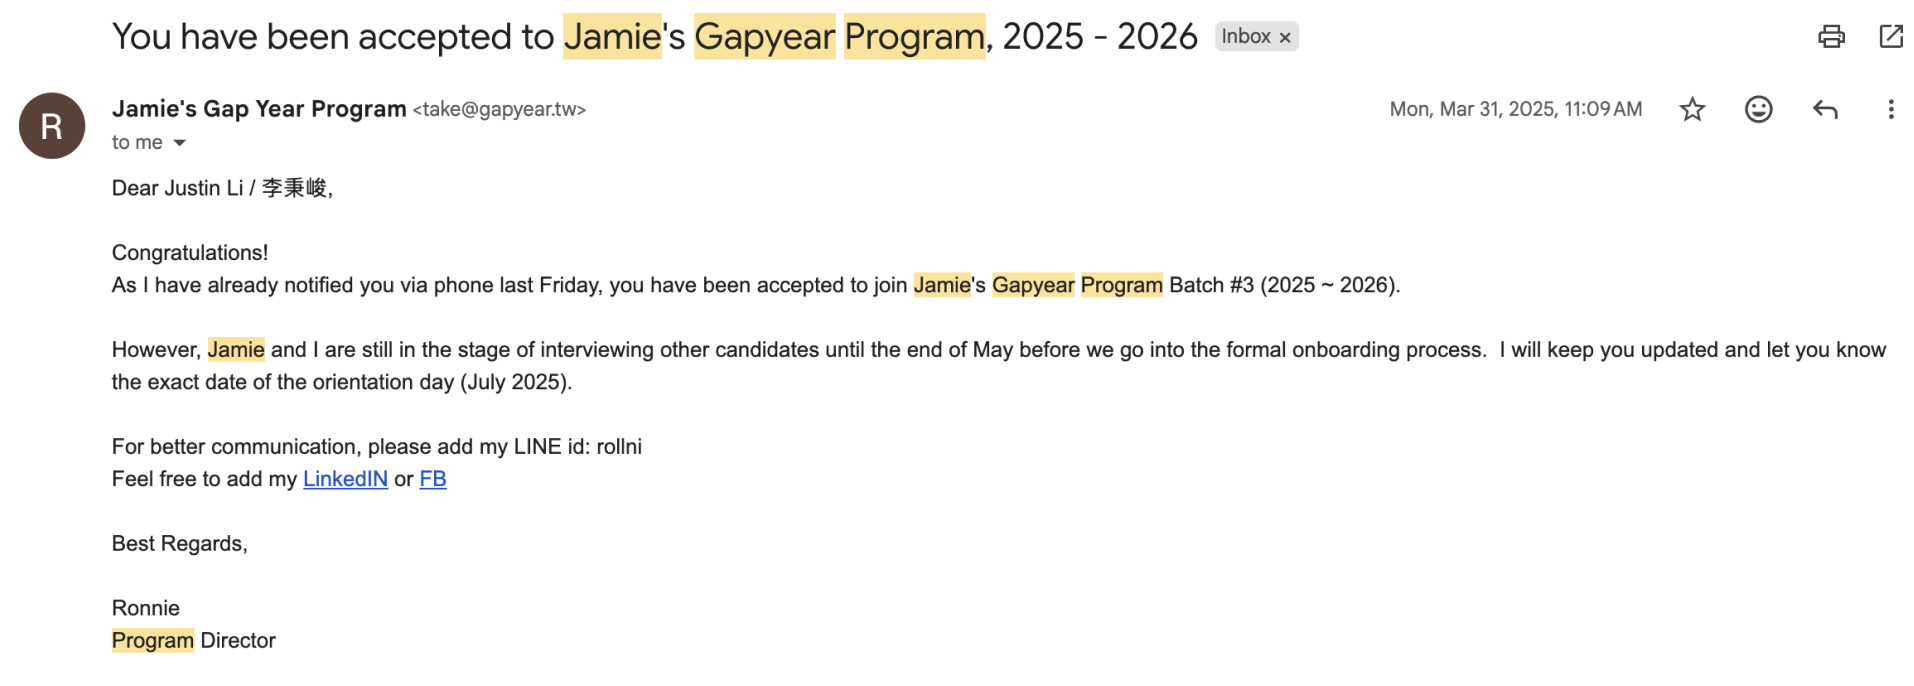 You have been accepted to Jamie's Gapyear Program, 2025 - 2026 Inbox ×
R
Jamie's Gap Year Program <take@gapyear.tw> Mon, Mar 31, 2025, 11:09 AM
to me
Dear Justin Li / 李秉峻,
Congratulations!
As I have already notified you via phone last Friday, you have been accepted to join Jamie's Gapyear Program Batch #3 (2025 ~ 2026).
However, Jamie and I are still in the stage of interviewing other candidates until the end of May before we go into the formal onboarding process.  I will keep you updated and let you know
the exact date of the orientation day (July 2025).
For better communication, please add my LINE id: rollni
Feel free to add my LinkedIN or FB
Best Regards,
Ronnie
Program Director